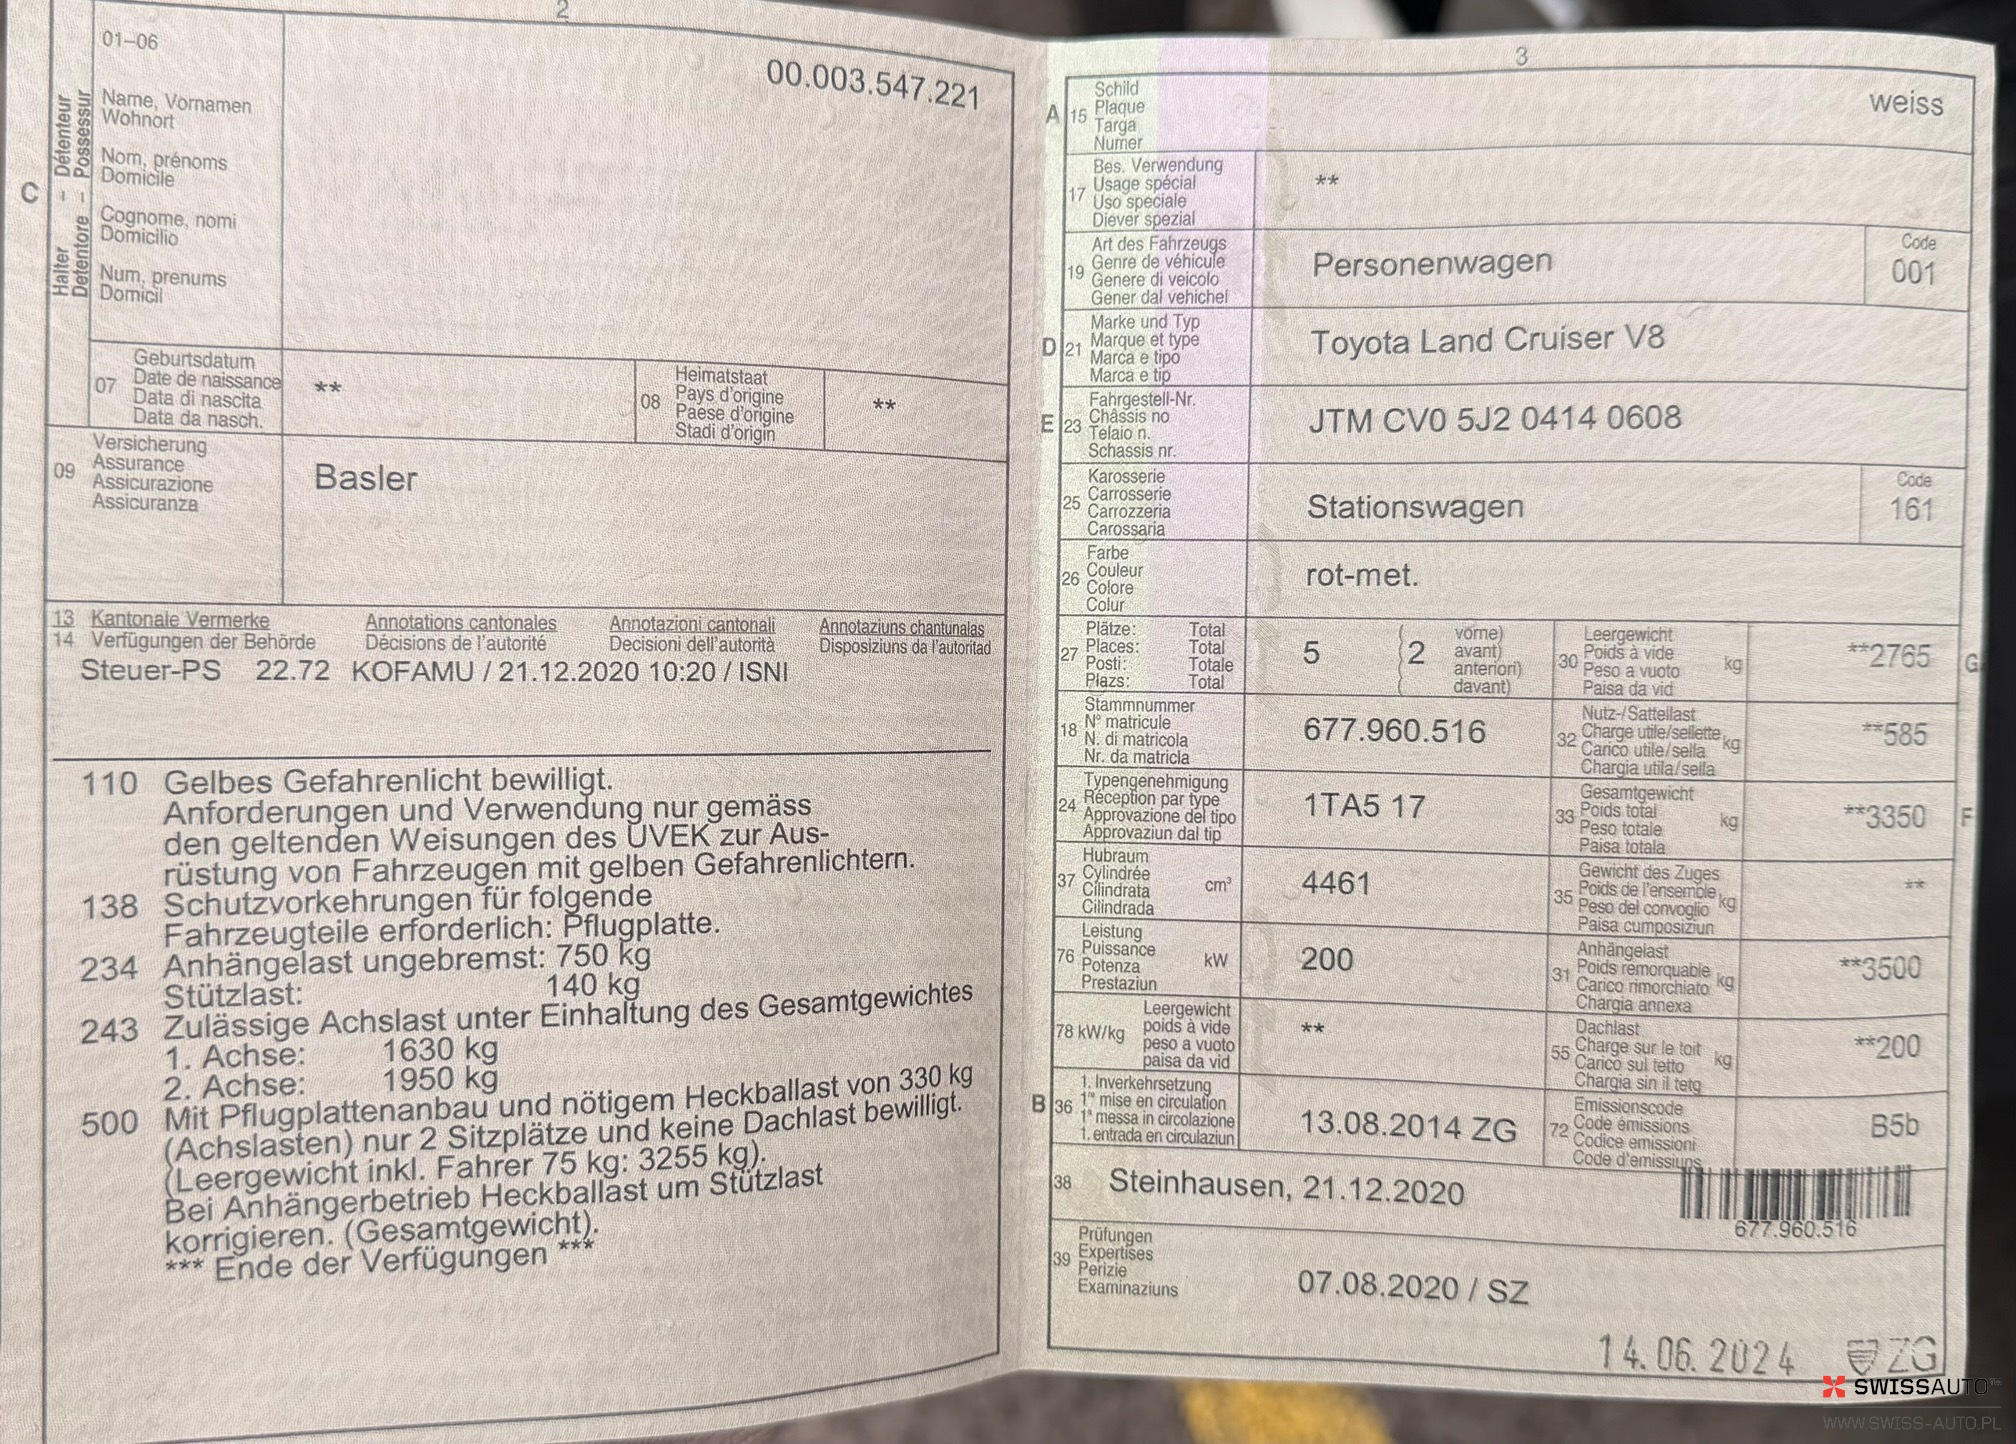 2
01–06
00.003.547.221
C
Halter – Détenteur
Detentore – Possessur
Name, Vornamen
Wohnort
Nom, prénoms
Domicile
Cognome, nomi
Domicilio
Num, prenums
Domicil
07
Geburtsdatum
Date de naissance
Data di nascita
Data da nasch.
**
08
Heimatstaat
Pays d'origine
Paese d'origine
Stadi d'origin
**
09
Versicherung
Assurance
Assicurazione
Assicuranza
Basler
13 Kantonale Vermerke Annotations cantonales Annotazioni cantonali Annotaziuns chantunalas
14 Verfügungen der Behörde Décisions de l'autorité Decisioni dell'autorità Disposiziuns da l'autoritad
Steuer-PS 22.72 KOFAMU / 21.12.2020 10:20 / ISNI
110 Gelbes Gefahrenlicht bewilligt.
Anforderungen und Verwendung nur gemäss
den geltenden Weisungen des UVEK zur Aus-
rüstung von Fahrzeugen mit gelben Gefahrenlichtern.
138 Schutzvorkehrungen für folgende
Fahrzeugteile erforderlich: Pflugplatte.
234 Anhängelast ungebremst: 750 kg
Stützlast: 140 kg
243 Zulässige Achslast unter Einhaltung des Gesamtgewichtes
1. Achse: 1630 kg
2. Achse: 1950 kg
500 Mit Pflugplattenanbau und nötigem Heckballast von 330 kg
(Achslasten) nur 2 Sitzplätze und keine Dachlast bewilligt.
(Leergewicht inkl. Fahrer 75 kg: 3255 kg).
Bei Anhängerbetrieb Heckballast um Stützlast
korrigieren. (Gesamtgewicht).
*** Ende der Verfügungen ***
3
A
15
Schild
Plaque
Targa
Numer
weiss
17
Bes. Verwendung
Usage spécial
Uso speciale
Diever spezial
**
19
Art des Fahrzeugs
Genre de véhicule
Genere di veicolo
Gener dal vehichel
Personenwagen
Code
001
D
21
Marke und Typ
Marque et type
Marca e tipo
Marca e tip
Toyota Land Cruiser V8
E
23
Fahrgestell-Nr.
Châssis no
Telaio n.
Schassis nr.
JTM CV0 5J2 0414 0608
25
Karosserie
Carrosserie
Carrozzeria
Carossaria
Stationswagen
Code
161
26
Farbe
Couleur
Colore
Colur
rot-met.
27
Plätze: Total
Places: Total
Posti: Totale
Plazs: Total
5
(2
vorne)
avant)
anteriori)
davant)
30
Leergewicht
Poids à vide
Peso a vuoto
Paisa da vid
kg
**2765
G
18
Stammnummer
N° matricule
N. di matricola
Nr. da matricla
677.960.516
32
Nutz-/Sattellast
Charge utile/sellette
Carico utile/sella
Chargia utila/sella
kg
**585
24
Typengenehmigung
Réception par type
Approvazione del tipo
Approvaziun dal tip
1TA5 17
33
Gesamtgewicht
Poids total
Peso totale
Paisa totala
kg
**3350
F
37
Hubraum
Cylindrée
Cilindrata
Cilindrada
cm³
4461
35
Gewicht des Zuges
Poids de l'ensemble
Peso del convoglio
Paisa cumposiziun
kg
**
76
Leistung
Puissance
Potenza
Prestaziun
kW
200
31
Anhängelast
Poids remorquable
Carico rimorchiato
Chargia annexa
kg
**3500
78 kW/kg
Leergewicht
poids à vide
peso a vuoto
paisa da vid
**
55
Dachlast
Charge sur le toit
Carico sul tetto
Chargia sin il tetg
kg
**200
B
36
1. Inverkehrsetzung
1re mise en circulation
1a messa in circolazione
1. entrada en circulaziun
13.08.2014 ZG
72
Emissionscode
Code émissions
Codice emissioni
Code d'emissiuns
B5b
38
Steinhausen, 21.12.2020
677.960.516
39
Prüfungen
Expertises
Perizie
Examinaziuns
07.08.2020 / SZ
14.06.2024 ZG
SWISSAUTO
WWW.SWISS-AUTO.PL